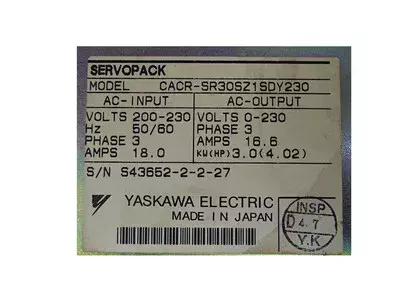 SERVOPACK
MODEL CACR-SR30SZ1SDY230
AC-INPUT AC-OUTPUT
VOLTS 200-230 VOLTS 0-230
Hz 50/60 PHASE 3
PHASE 3 AMPS 16.6
AMPS 18.0 KW(HP) 3.0(4.02)
S/N S43652-2-2-27
YASKAWA ELECTRIC
MADE IN JAPAN
INSP
D 4.7
Y.K